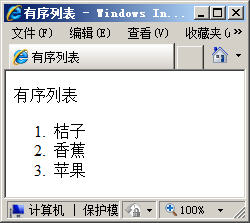 有序列表 - Windows In...
文件(F) 编辑(E) 查看(V) 收藏夹(
有序列表
有序列表
1. 桔子
2. 香蕉
3. 苹果
计算机 | 保护模 100%